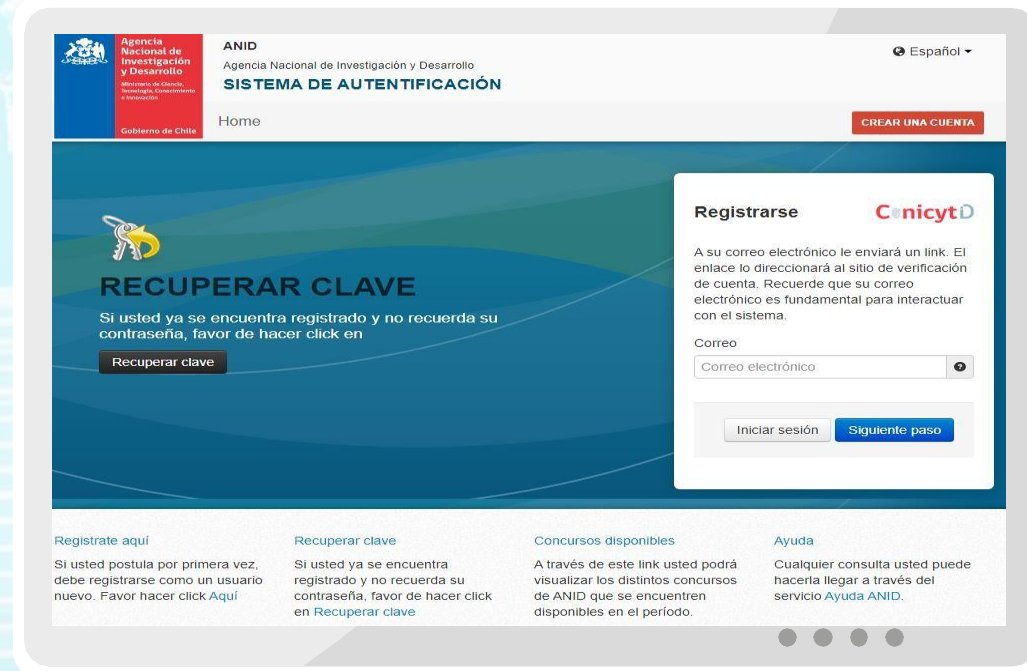 Agencia
Nacional de
Investigación
y Desarrollo
Ministerio de Ciencia,
Tecnología, Conocimiento
e Innovación
Gobierno de Chile
ANID
Agencia Nacional de Investigación y Desarrollo
SISTEMA DE AUTENTIFICACIÓN
Español
Home
CREAR UNA CUENTA
RECUPERAR CLAVE
Si usted ya se encuentra registrado y no recuerda su
contraseña, favor de hacer click en
Recuperar clave
Registrarse
ConicytID
A su correo electrónico le enviará un link. El
enlace lo direccionará al sitio de verificación
de cuenta. Recuerde que su correo
electrónico es fundamental para interactuar
con el sistema.
Correo
Correo electrónico
Iniciar sesión
Siguiente paso
Registrate aquí
Si usted postula por primera vez,
debe registrarse como un usuario
nuevo. Favor hacer click Aquí
Recuperar clave
Si usted ya se encuentra
registrado y no recuerda su
contraseña, favor de hacer click
en Recuperar clave
Concursos disponibles
A través de este link usted podrá
visualizar los distintos concursos
de ANID que se encuentren
disponibles en el período.
Ayuda
Cualquier consulta usted puede
hacerla llegar a través del
servicio Ayuda ANID.